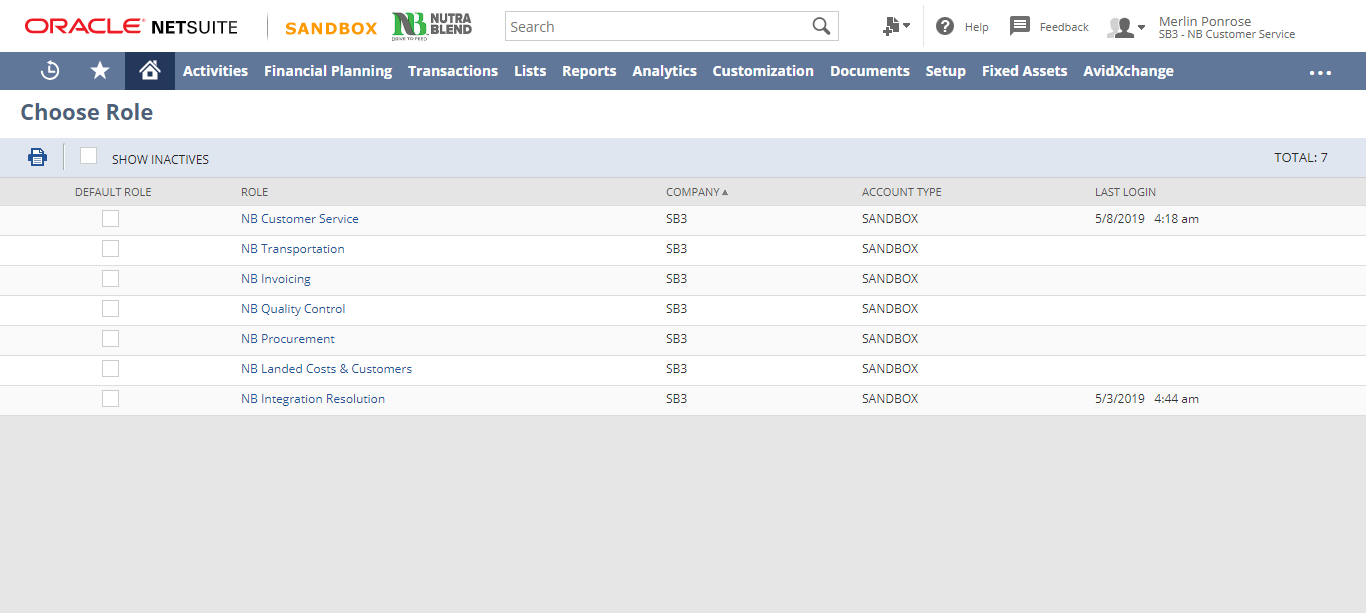 ORACLE NETSUITE SANDBOX NB NUTRA BLEND DRIVE TO FEED Search Help Feedback Merlin Ponrose
SB3 - NB Customer Service
Activities Financial Planning Transactions Lists Reports Analytics Customization Documents Setup Fixed Assets AvidXchange
Choose Role
SHOW INACTIVES TOTAL: 7
DEFAULT ROLE ROLE COMPANY ACCOUNT TYPE LAST LOGIN
NB Customer Service SB3 SANDBOX 5/8/2019 4:18 am
NB Transportation SB3 SANDBOX
NB Invoicing SB3 SANDBOX
NB Quality Control SB3 SANDBOX
NB Procurement SB3 SANDBOX
NB Landed Costs & Customers SB3 SANDBOX
NB Integration Resolution SB3 SANDBOX 5/3/2019 4:44 am